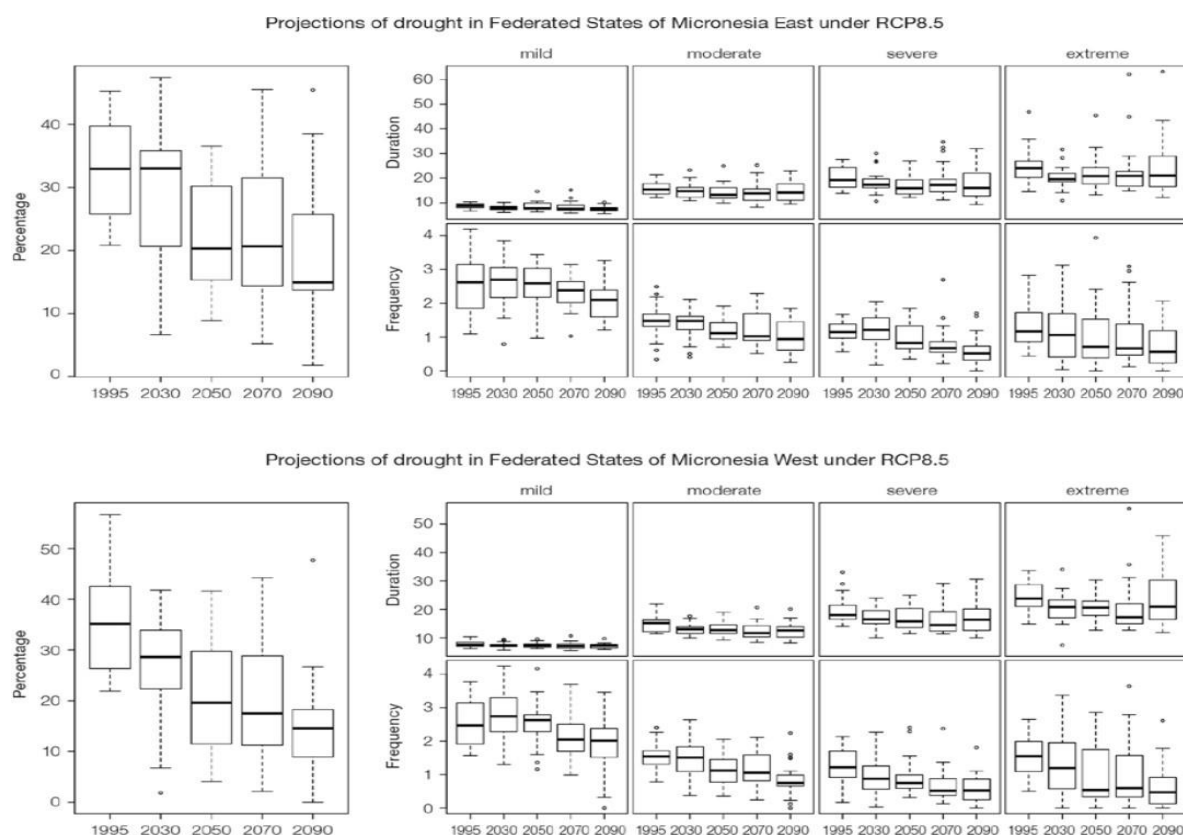 Projections of drought in Federated States of Micronesia East under RCP8.5
mild moderate severe extreme
Percentage
40
30
20
10
0
1995 2030 2050 2070 2090
Duration
60
50
40
30
20
10
Frequency
4
3
2
1
0
1995 2030 2050 2070 2090 1995 2030 2050 2070 2090 1995 2030 2050 2070 2090 1995 2030 2050 2070 2090
Projections of drought in Federated States of Micronesia West under RCP8.5
mild moderate severe extreme
Percentage
50
40
30
20
10
0
1995 2030 2050 2070 2090
Duration
50
40
30
20
10
Frequency
4
3
2
1
0
1995 2030 2050 2070 2090 1995 2030 2050 2070 2090 1995 2030 2050 2070 2090 1995 2030 2050 2070 2090